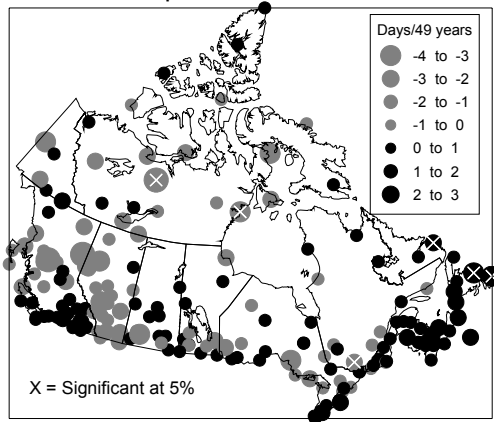 Days/49 years
-4 to -3
-3 to -2
-2 to -1
-1 to 0
0 to 1
1 to 2
2 to 3
X = Significant at 5%